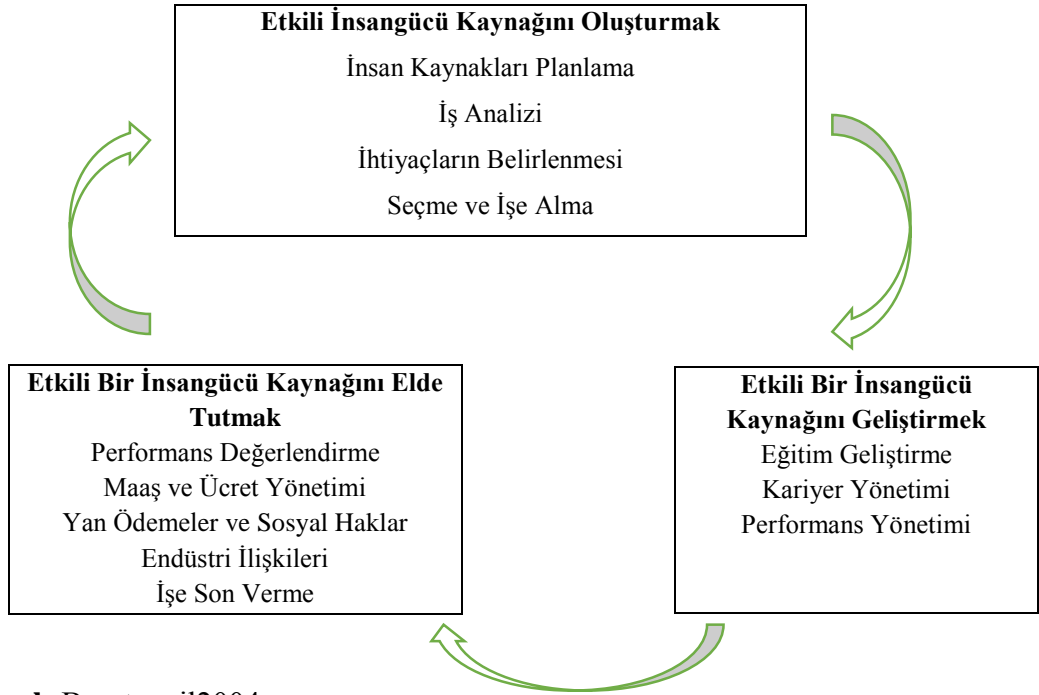 Etkili İnsangücü Kaynağını Oluşturmak
İnsan Kaynakları Planlama
İş Analizi
İhtiyaçların Belirlenmesi
Seçme ve İşe Alma
Etkili Bir İnsangücü Kaynağını Elde
Tutmak
Performans Değerlendirme
Maaş ve Ücret Yönetimi
Yan Ödemeler ve Sosyal Haklar
Endüstri İlişkileri
İşe Son Verme
Etkili Bir İnsangücü
Kaynağını Geliştirmek
Eğitim Geliştirme
Kariyer Yönetimi
Performans Yönetimi